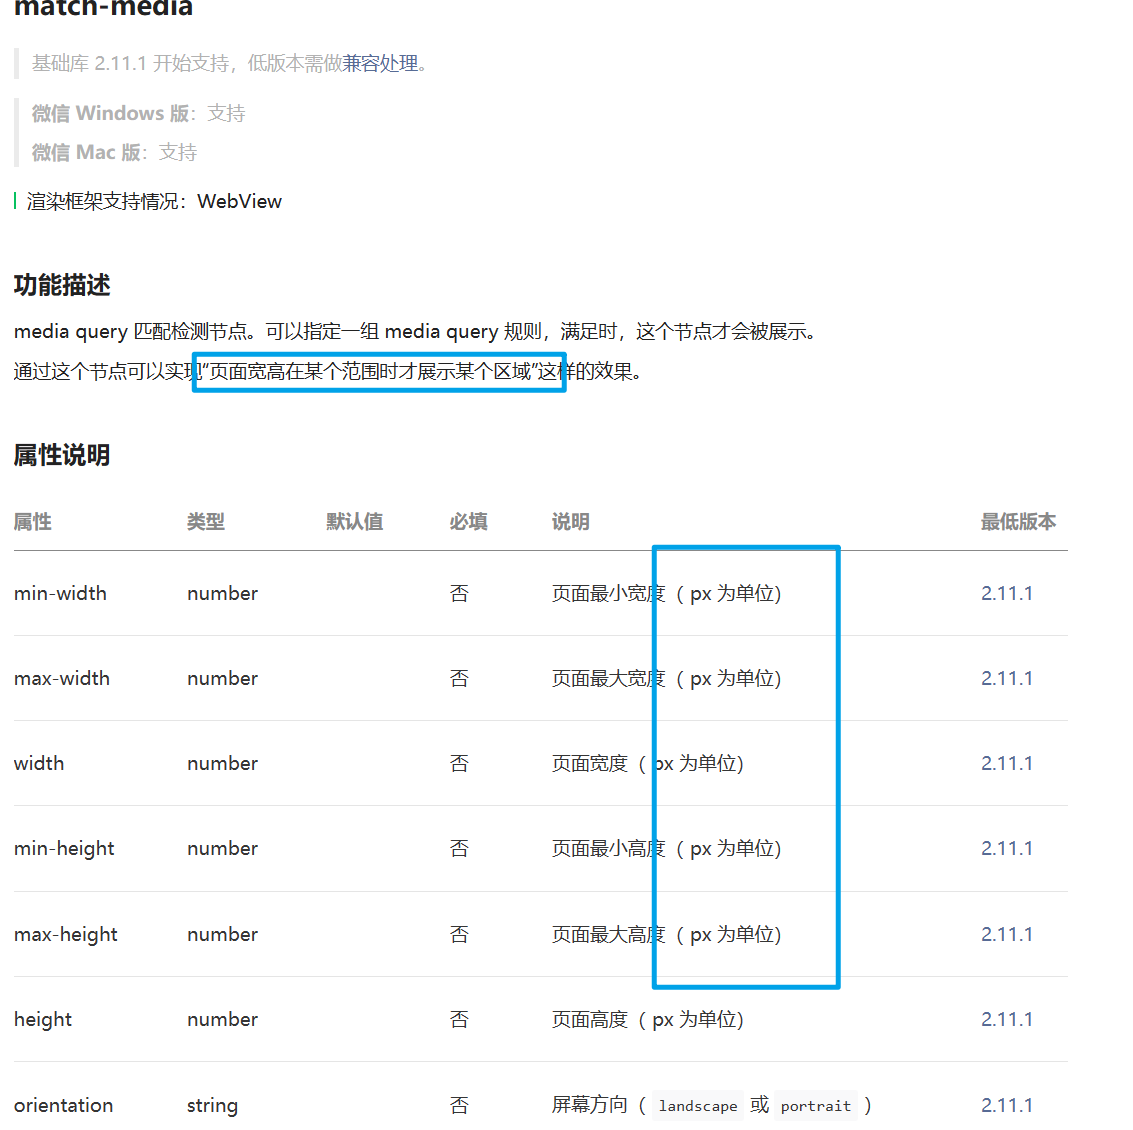 match-media
基础库 2.11.1 开始支持，低版本需做兼容处理。
微信 Windows 版：支持
微信 Mac 版：支持
渲染框架支持情况：WebView
功能描述
media query 匹配检测节点。可以指定一组 media query 规则，满足时，这个节点才会被展示。
通过这个节点可以实现“页面宽高在某个范围时才展示某个区域”这样的效果。
属性说明
属性 类型 默认值 必填 说明 最低版本
min-width number 否 页面最小宽度（ px 为单位） 2.11.1
max-width number 否 页面最大宽度（ px 为单位） 2.11.1
width number 否 页面宽度（ px 为单位） 2.11.1
min-height number 否 页面最小高度（ px 为单位） 2.11.1
max-height number 否 页面最大高度（ px 为单位） 2.11.1
height number 否 页面高度（ px 为单位） 2.11.1
orientation string 否 屏幕方向（ landscape 或 portrait ） 2.11.1